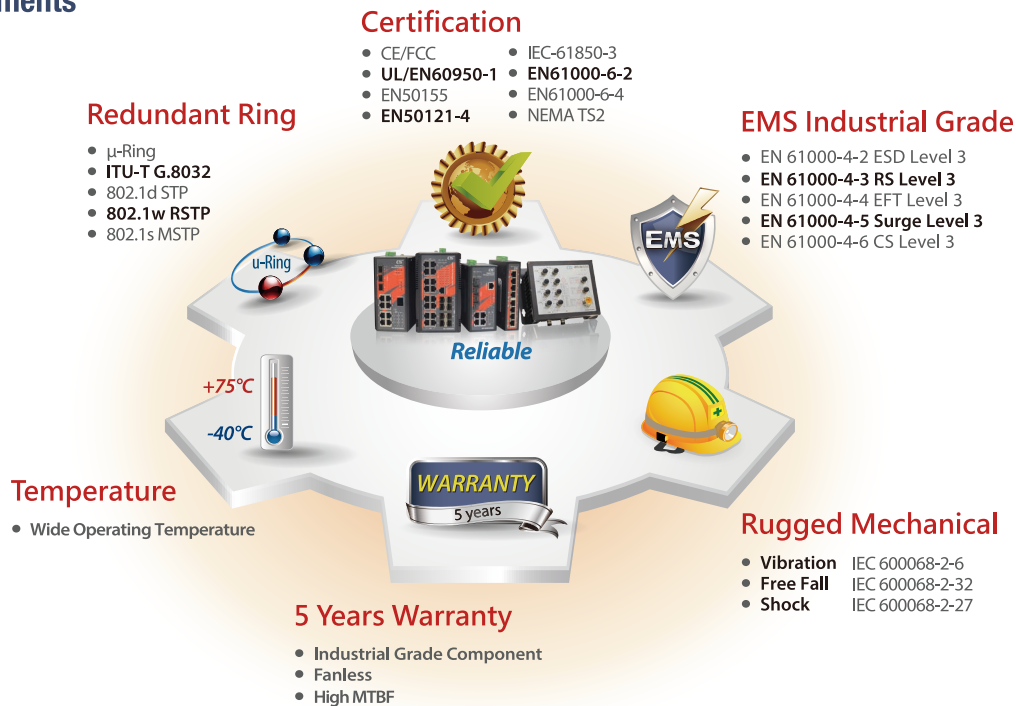 ments
Certification
• CE/FCC
• UL/EN60950-1
• EN50155
• EN50121-4
• IEC-61850-3
• EN61000-6-2
• EN61000-6-4
• NEMA TS2
Redundant Ring
• μ-Ring
• ITU-T G.8032
• 802.1d STP
• 802.1w RSTP
• 802.1s MSTP
EMS Industrial Grade
• EN 61000-4-2 ESD Level 3
• EN 61000-4-3 RS Level 3
• EN 61000-4-4 EFT Level 3
• EN 61000-4-5 Surge Level 3
• EN 61000-4-6 CS Level 3
u-Ring
EMS
Reliable
+75°C
-40°C
WARRANTY
5 years
Temperature
• Wide Operating Temperature
Rugged Mechanical
• Vibration IEC 600068-2-6
• Free Fall IEC 600068-2-32
• Shock IEC 600068-2-27
5 Years Warranty
• Industrial Grade Component
• Fanless
• High MTBF